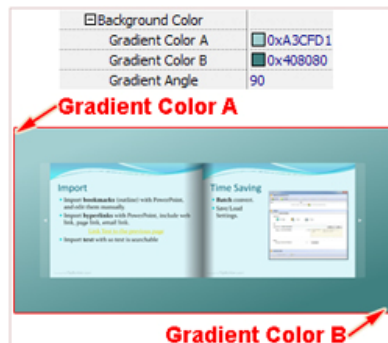 Background Color
Gradient Color A 0xA3CFD1
Gradient Color B 0x408080
Gradient Angle 90
Gradient Color A
Import
• Import bookmarks (outline) with PowerPoint,
and edit them manually
• Import hyperlinks with PowerPoint, include web
link, page link, email link.
• Import text with so text is searchable
Time Saving
• Batch convert.
• Save/Load
Settings.
Gradient Color B